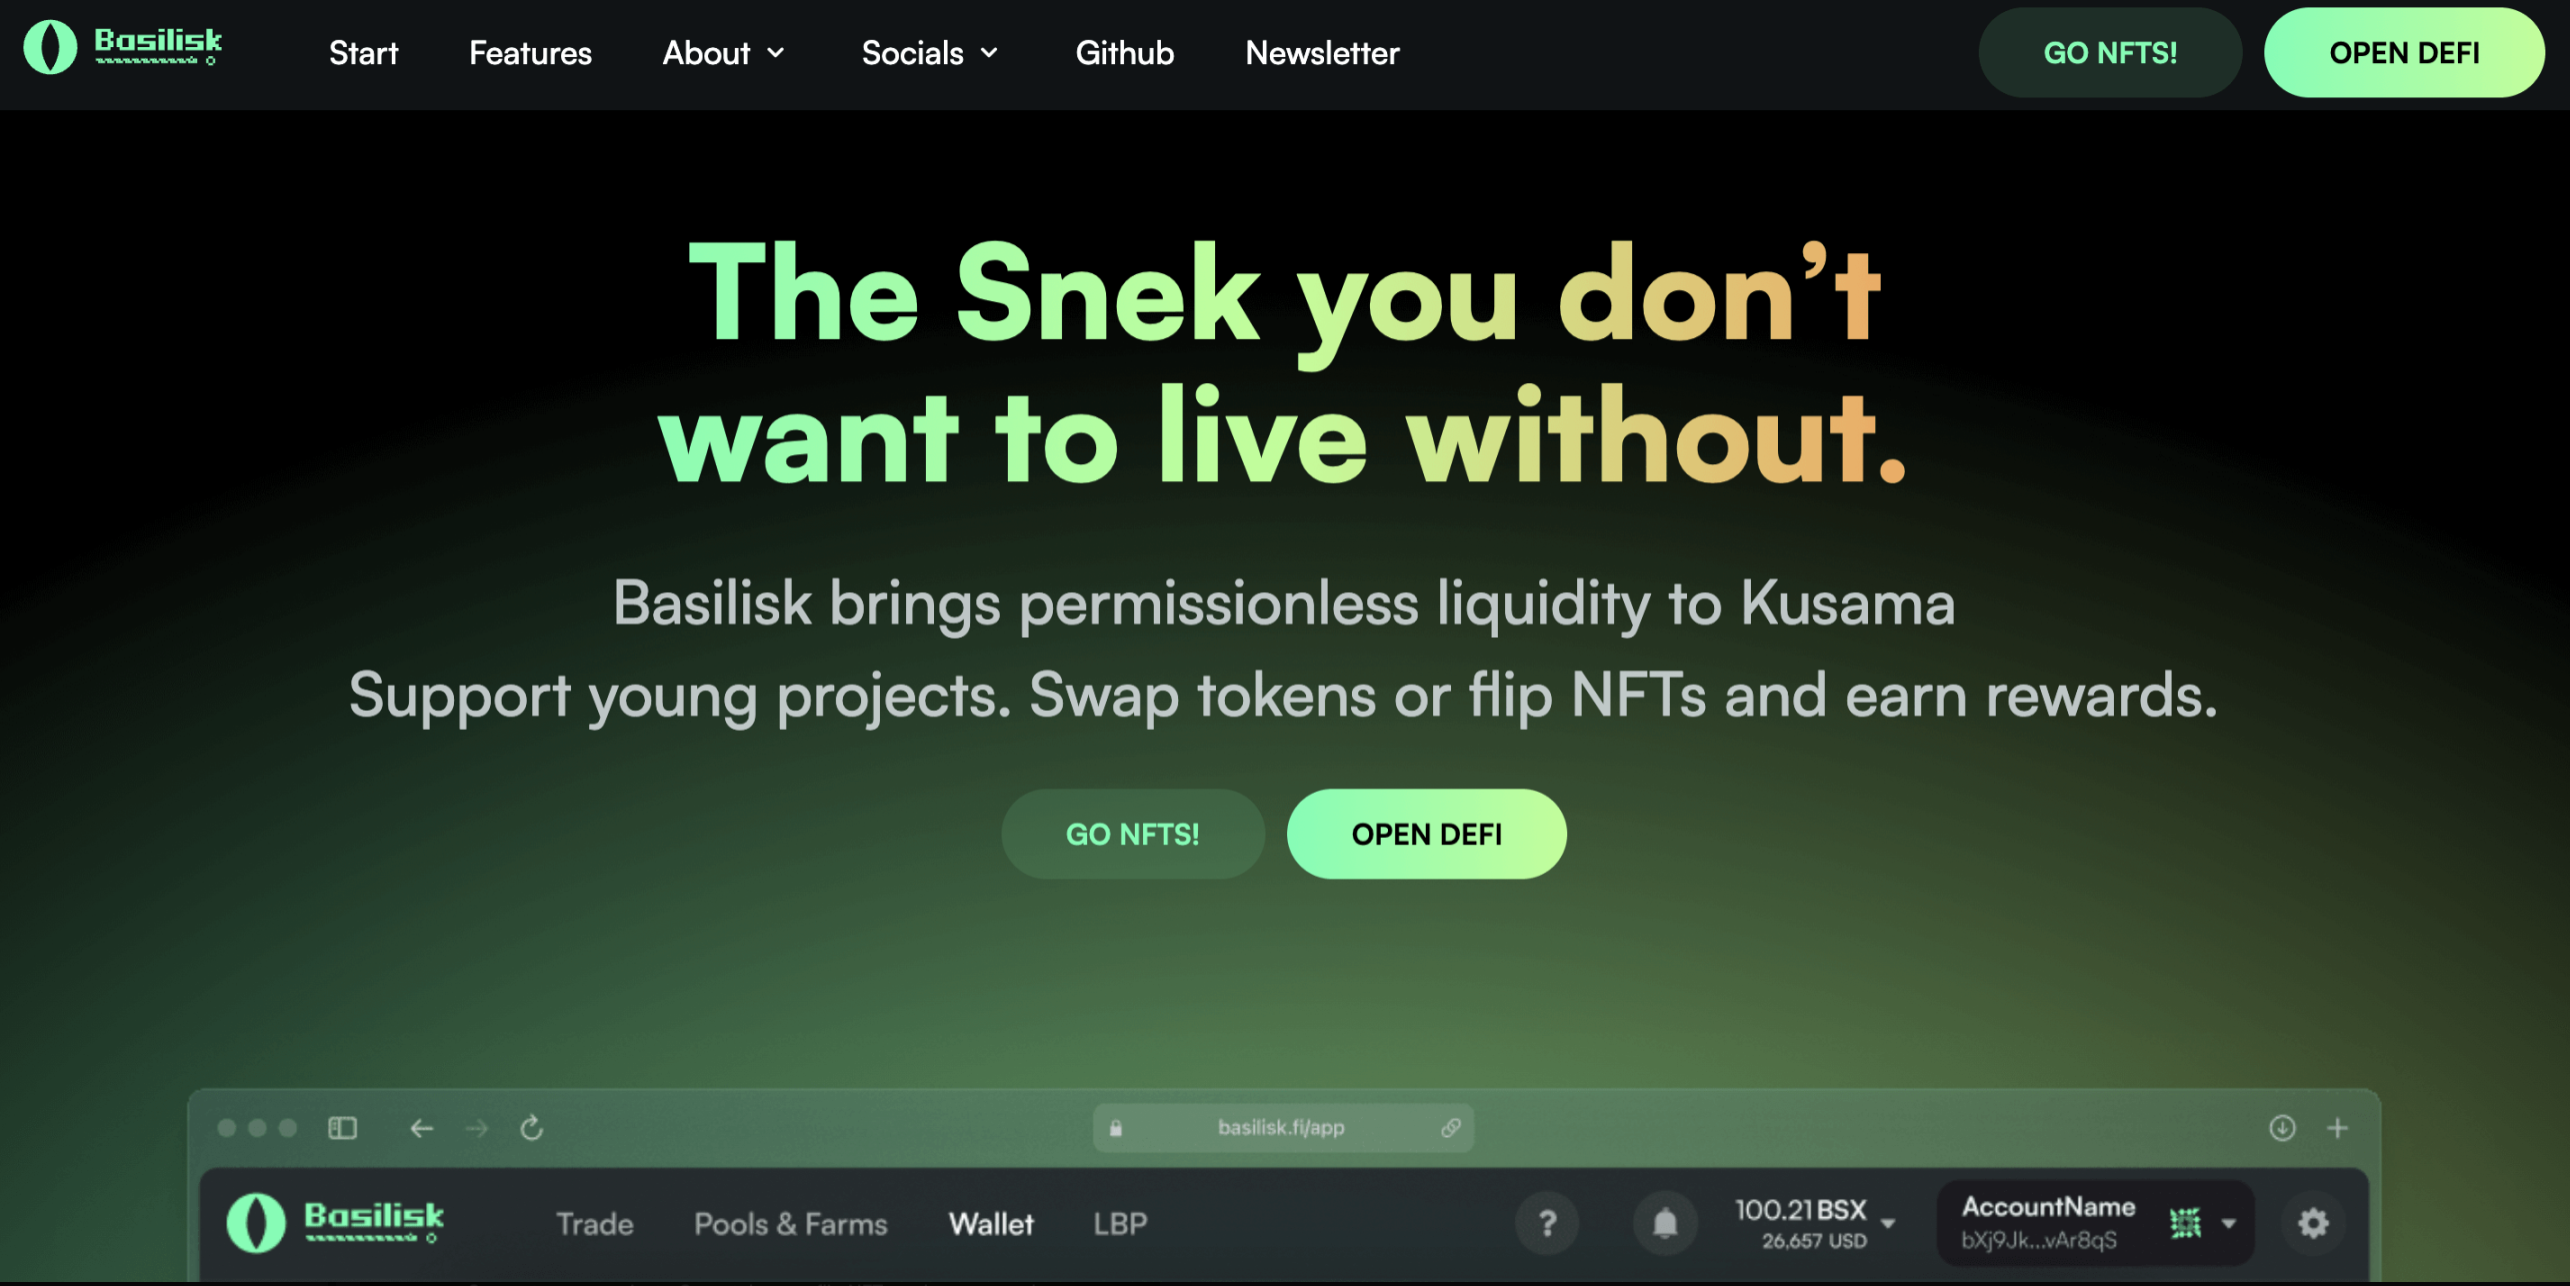 Basilisk
Start
Features
About
Socials
Github
Newsletter
GO NFTS!
OPEN DEFI
The Snek you don’t
want to live without.
Basilisk brings permissionless liquidity to Kusama
Support young projects. Swap tokens or flip NFTs and earn rewards.
GO NFTS!
OPEN DEFI
basilisk.fi/app
Basilisk
Trade
Pools & Farms
Wallet
LBP
?
100.21 BSX
26,657 USD
AccountName
bXj9Jk...vAr8qS